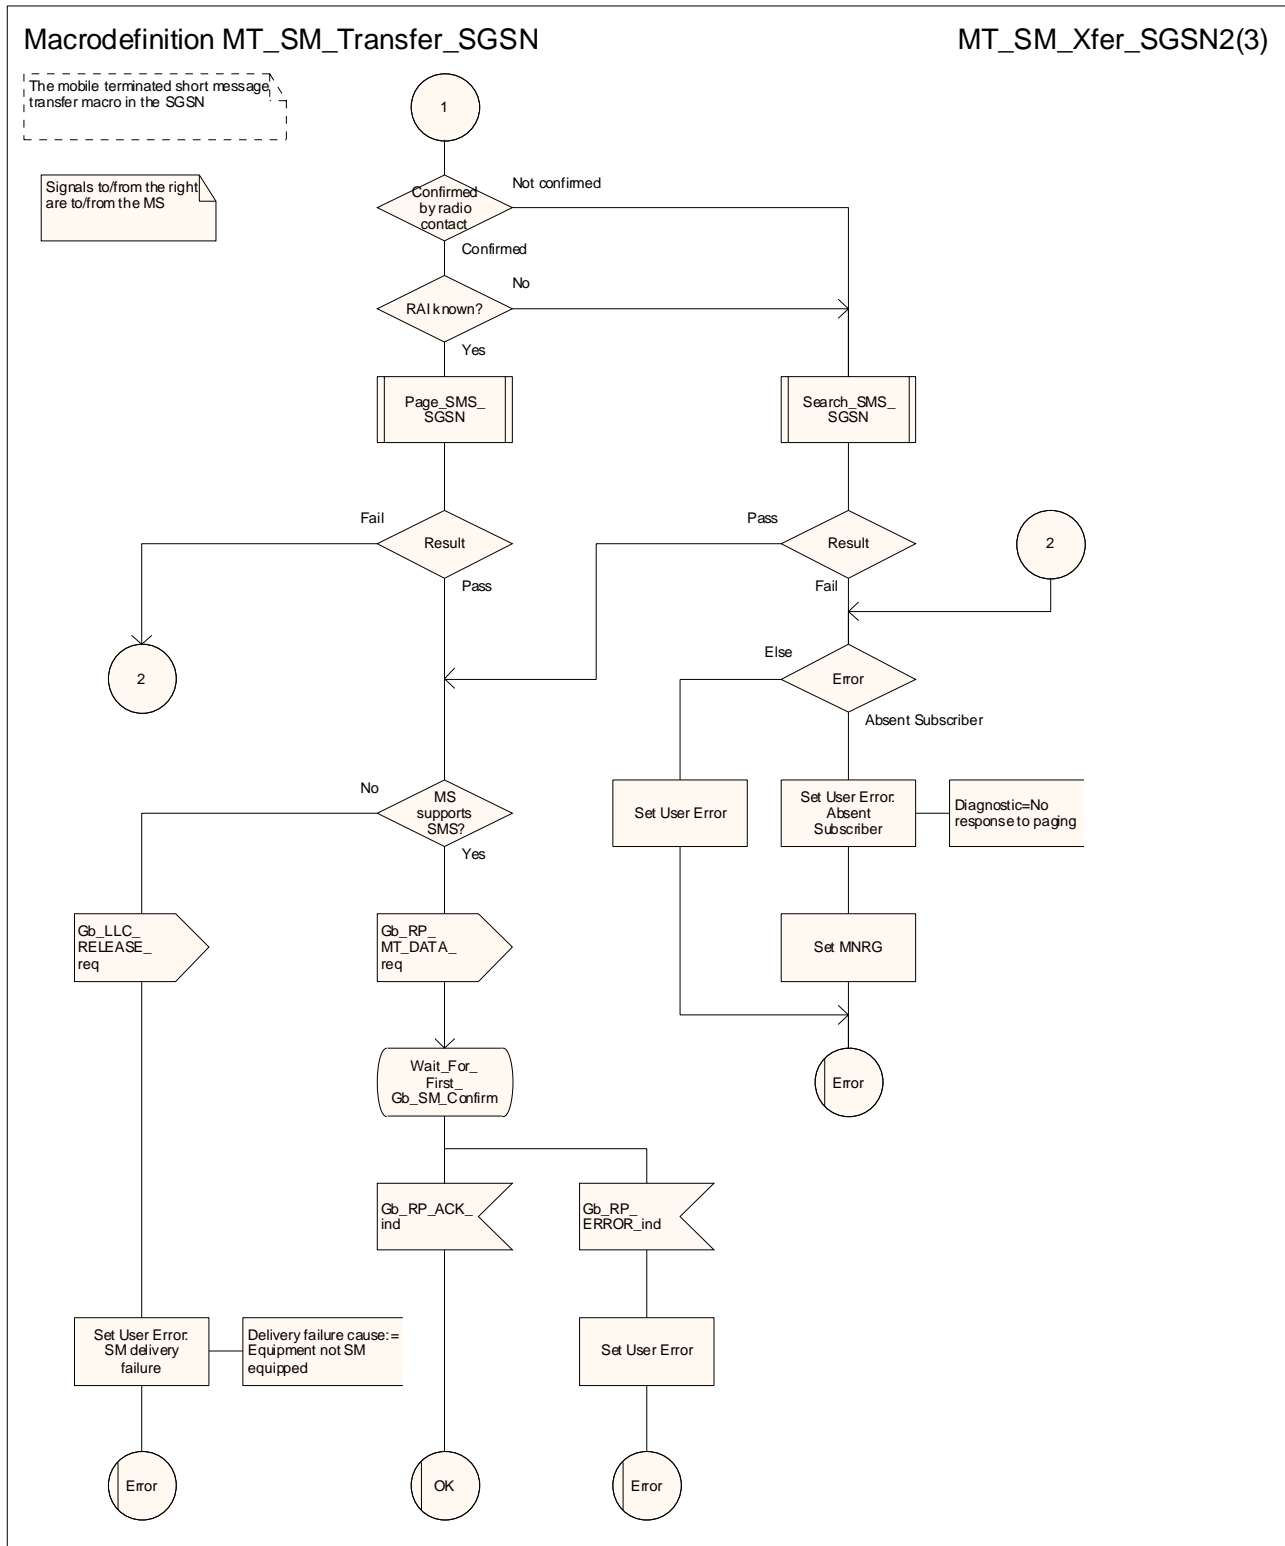 Macrodefinition MT_SM_Transfer_SGSN
MT_SM_Xfer_SGSN2(3)
The mobile terminated short message
transfer macro in the SGSN
1
Signals to/from the right
are to/from the MS
Confirmed
by radio
contact
Not confirmed
Confirmed
RAI known?
No
Yes
Page_SMS_
SGSN
Search_SMS_
SGSN
Fail
Result
Pass
Pass
Result
Fail
2
2
Else
Error
Absent Subscriber
No
MS
supports
SMS?
Yes
Set User Error
Set User Error:
Absent
Subscriber
Diagnostic=No
response to paging
Gb_LLC_
RELEASE_
req
Gb_RP_
MT_DATA_
req
Set MNRG
Wait_For_
First_
Gb_SM_Confirm
Error
Gb_RP_ACK_
ind
Gb_RP_
ERROR_ind
Set User Error:
SM delivery
failure
Delivery failure cause:=
Equipment not SM
equipped
Set User Error
Error
OK
Error